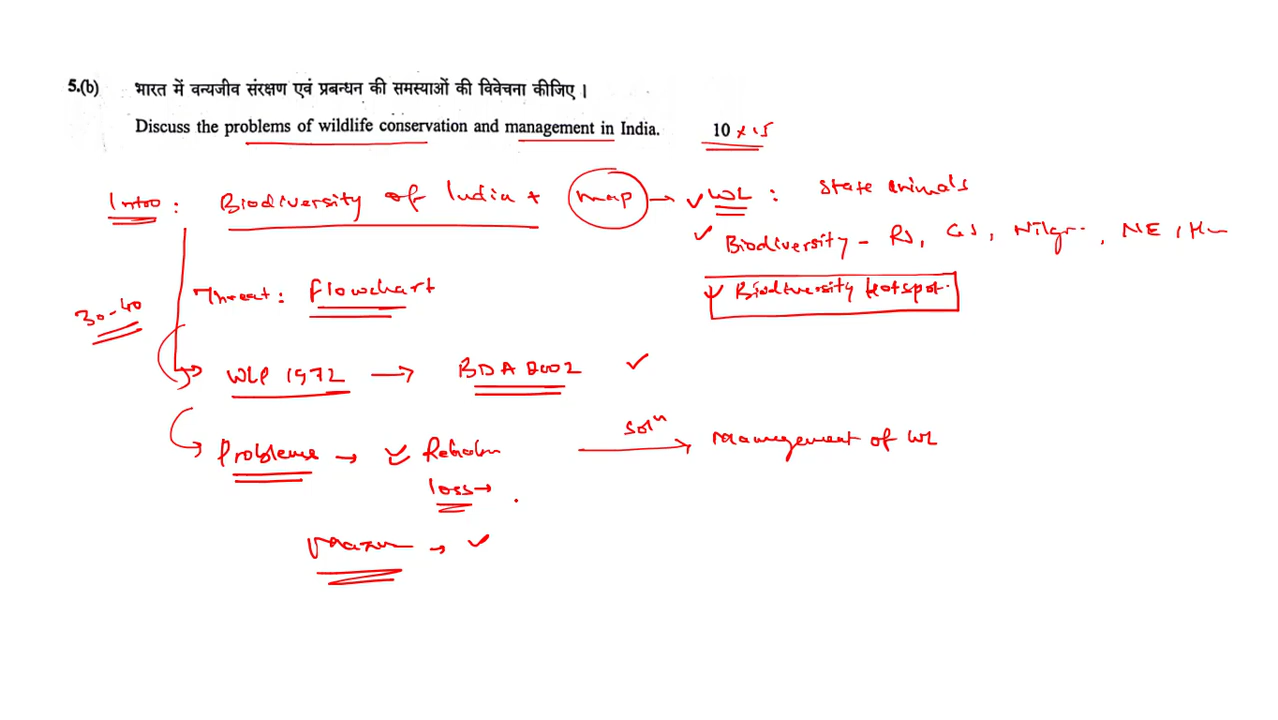 5.(b) भारत में वन्यजीव संरक्षण एवं प्रबन्धन की समस्याओं की विवेचना कीजिए ।
Discuss the problems of wildlife conservation and management in India. 10 × 15
Intro : Biodiversity of India + map → ✓ WL : State animals
✓ Biodiversity - RJ, GJ, Nilgr.. , NE ,
Threat : flowchart
✓ Biodiversity Hotspot.
30-40
WLP 1972 → BDA 2002 ✓
Problems → ✓
Solⁿ → Management of WL
loss →
→ ✓